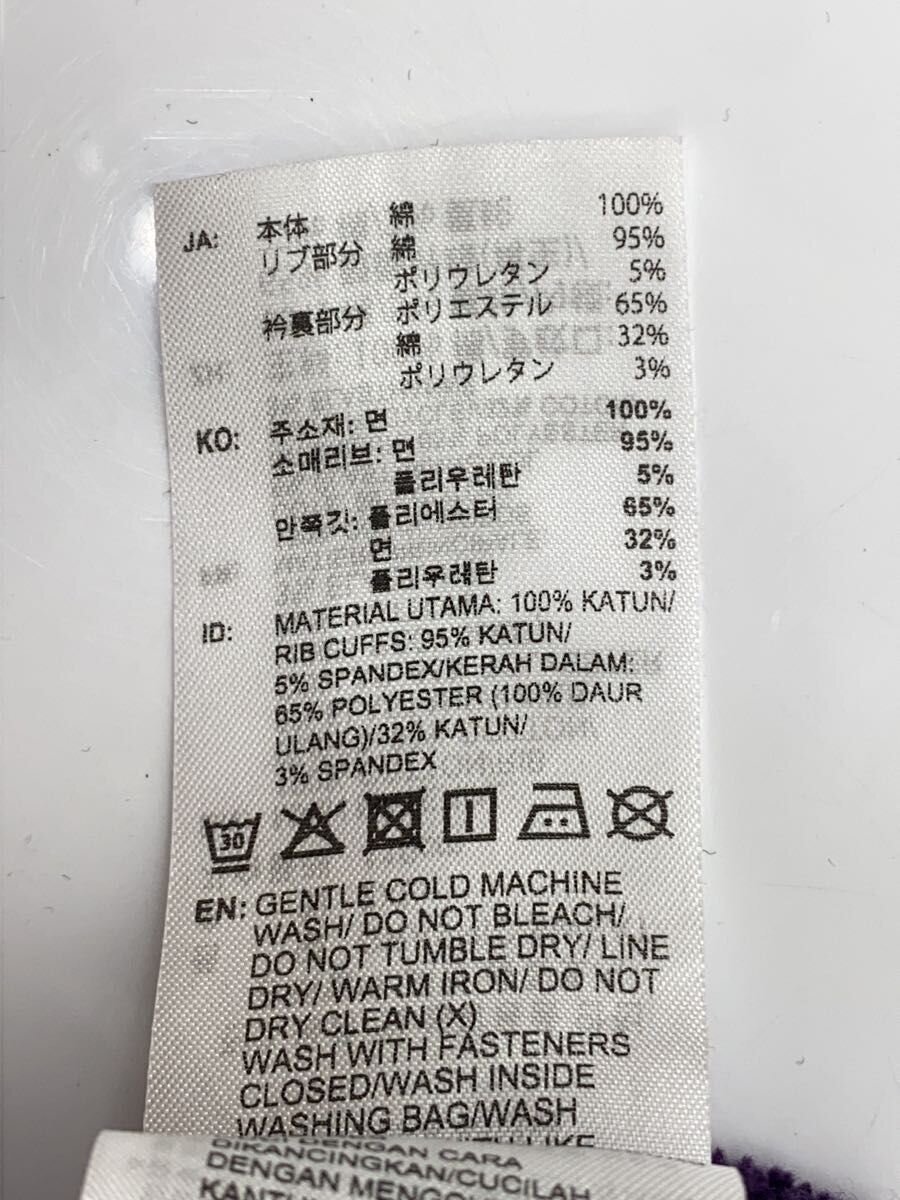 JA: 本体 綿 100%
リブ部分 綿 95%
ポリウレタン 5%
衿裏部分 ポリエステル 65%
綿 32%
ポリウレタン 3%
KO: 주소재: 면 100%
소매리브: 면 95%
폴리우레탄 5%
안쪽깃: 폴리에스터 65%
면 32%
폴리우레탄 3%
ID: MATERIAL UTAMA: 100% KATUN/
RIB CUFFS: 95% KATUN/
5% SPANDEX/KERAH DALAM:
65% POLYESTER (100% DAUR
ULANG)/32% KATUN/
3% SPANDEX
30
EN: GENTLE COLD MACHINE
WASH/ DO NOT BLEACH/
DO NOT TUMBLE DRY/ LINE
DRY/ WARM IRON/ DO NOT
DRY CLEAN (X)
WASH WITH FASTENERS
CLOSED/WASH INSIDE
WASHING BAG/WASH
LIKE
DENGAN CARA
DIKANCINGKAN/CUCILAH
DENGAN